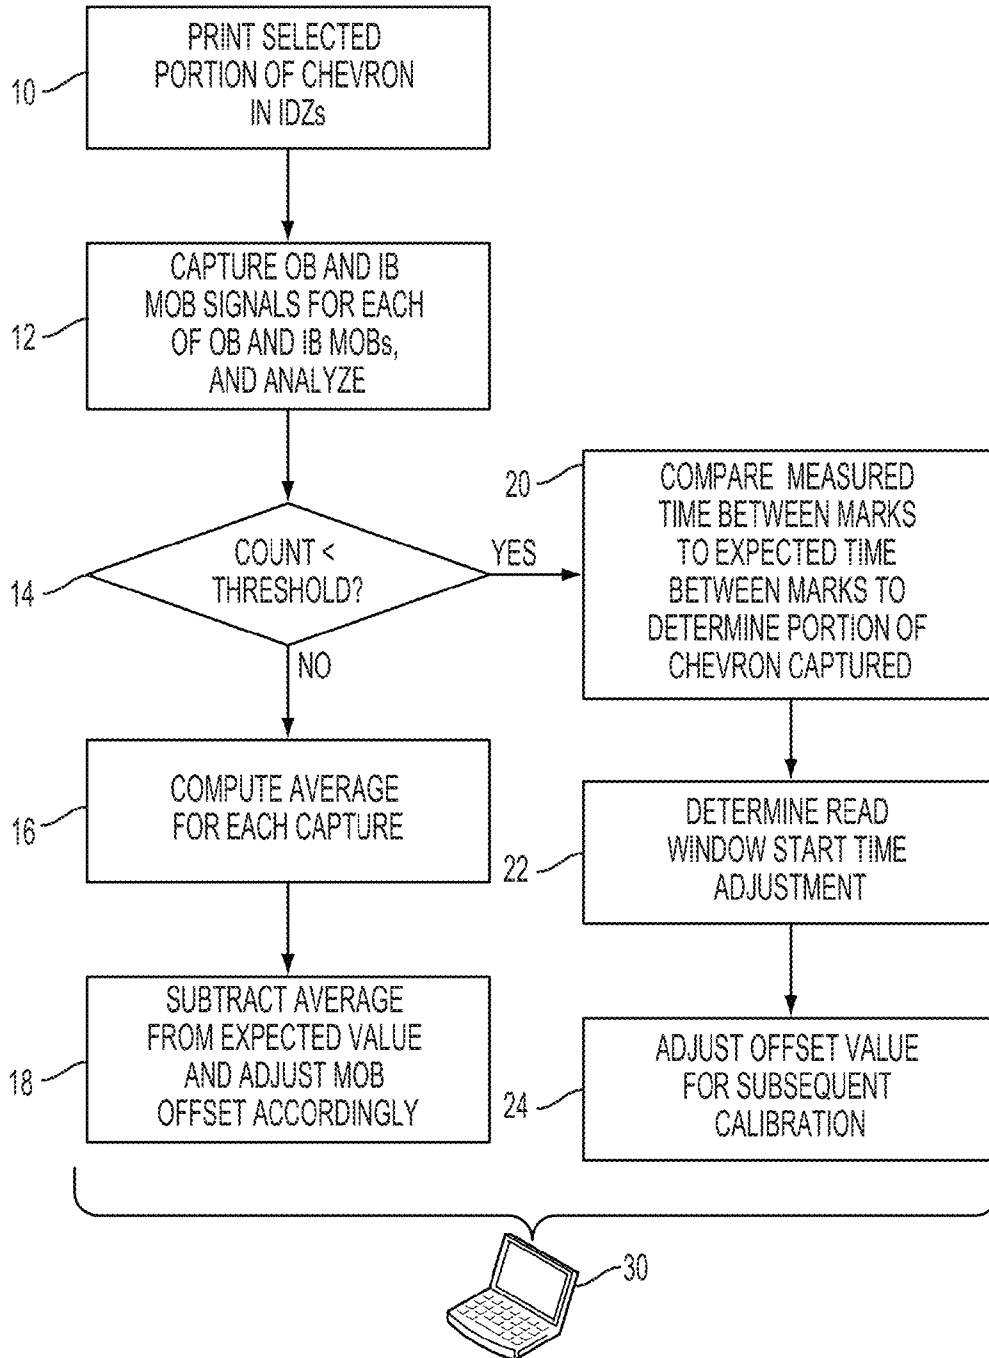 PRINT SELECTED
PORTION OF CHEVRON
IN IDZs
10
CAPTURE OB AND IB
MOB SIGNALS FOR EACH
OF OB AND IB MOBs,
AND ANALYZE
12
COUNT <
THRESHOLD?
14
YES
NO
COMPUTE AVERAGE
FOR EACH CAPTURE
16
SUBTRACT AVERAGE
FROM EXPECTED VALUE
AND ADJUST MOB
OFFSET ACCORDINGLY
18
20
COMPARE MEASURED
TIME BETWEEN MARKS
TO EXPECTED TIME
BETWEEN MARKS TO
DETERMINE PORTION OF
CHEVRON CAPTURED
DETERMINE READ
WINDOW START TIME
ADJUSTMENT
22
ADJUST OFFSET VALUE
FOR SUBSEQUENT
CALIBRATION
24
30